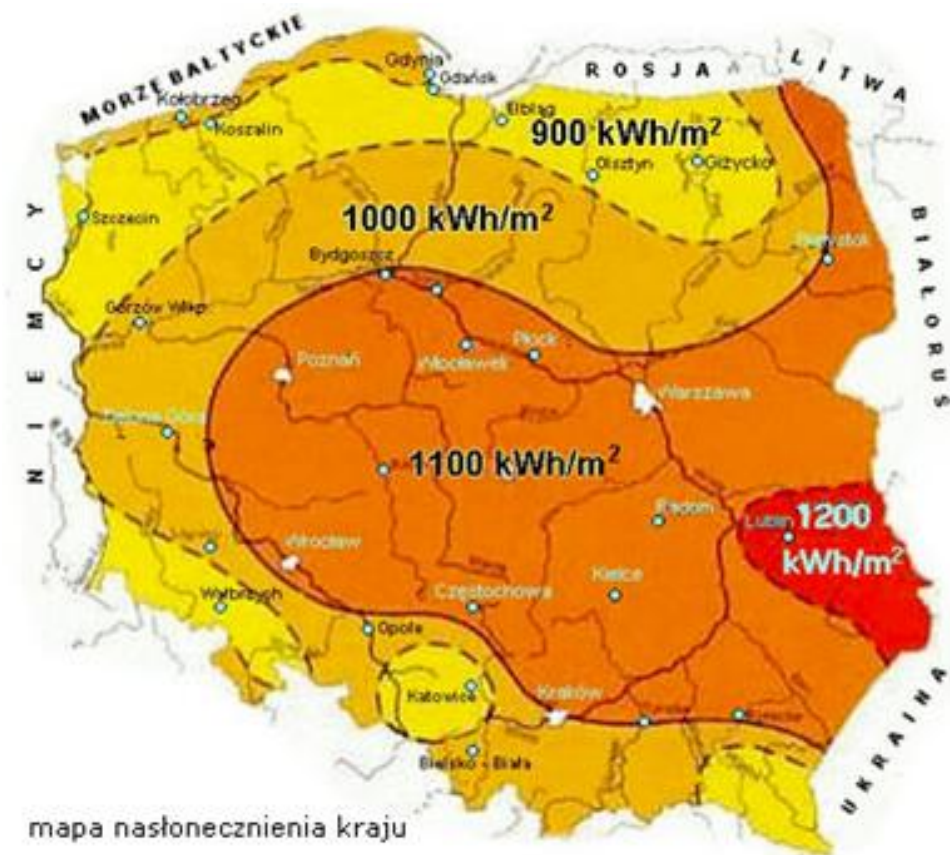 MORZE BAŁTYCKIE
ROSJA
LITWA
Gdynia
Gdańsk
Kołobrzeg
Koszalin
Elbląg
900 kWh/m²
Olsztyn
Giżycko
NIEMCY
Szczecin
1000 kWh/m²
BIAŁORUS
Bydgoszcz
Białystok
Gorzów Wlkp.
Poznań
Włocławek
Płock
Warszawa
1100 kWh/m²
Radom
Lublin 1200
kWh/m²
Wrocław
Kielce
Wałbrzych
Częstochowa
Opole
Katowice
Kraków
Bielsko - Biała
UKRAINA
mapa nasłonecznienia kraju